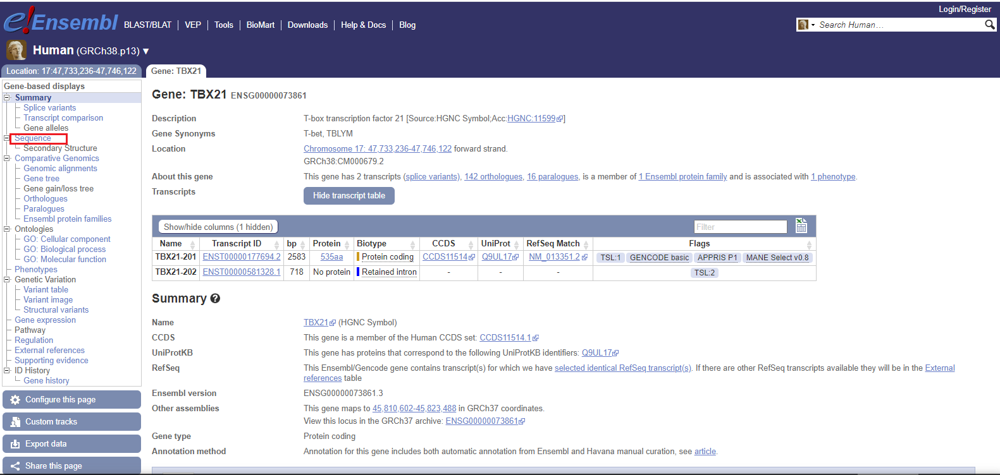 Login/Register
e!Ensembl BLAST/BLAT VEP Tools BioMart Downloads Help & Docs Blog
Search Human…
Human (GRCh38.p13) ▼
Location: 17:47,733,236-47,746,122
Gene: TBX21
Gene-based displays
Summary
Splice variants
Transcript comparison
Gene alleles
Sequence
Secondary Structure
Comparative Genomics
Genomic alignments
Gene tree
Gene gain/loss tree
Orthologues
Paralogues
Ensembl protein families
Ontologies
GO: Cellular component
GO: Biological process
GO: Molecular function
Phenotypes
Genetic Variation
Variant table
Variant image
Structural variants
Gene expression
Pathway
Regulation
External references
Supporting evidence
ID History
Gene history
Configure this page
Custom tracks
Export data
Share this page
Gene: TBX21 ENSG00000073861
Description T-box transcription factor 21 [Source:HGNC Symbol;Acc:HGNC:11599]
Gene Synonyms T-bet, TBLYM
Location Chromosome 17: 47,733,236-47,746,122 forward strand.
GRCh38:CM000679.2
About this gene This gene has 2 transcripts (splice variants), 142 orthologues, 16 paralogues, is a member of 1 Ensembl protein family and is associated with 1 phenotype.
Transcripts Hide transcript table
Show/hide columns (1 hidden) Filter
Name Transcript ID bp Protein Biotype CCDS UniProt RefSeq Match Flags
TBX21-201 ENST00000177694.2 2583 535aa Protein coding CCDS11514 Q9UL17 NM_013351.2 TSL:1 GENCODE basic APPRIS P1 MANE Select v0.8
TBX21-202 ENST00000581328.1 718 No protein Retained intron - - - TSL:2
Summary ?
Name TBX21 (HGNC Symbol)
CCDS This gene is a member of the Human CCDS set: CCDS11514.1
UniProtKB This gene has proteins that correspond to the following UniProtKB identifiers: Q9UL17
RefSeq This Ensembl/Gencode gene contains transcript(s) for which we have selected identical RefSeq transcript(s). If there are other RefSeq transcripts available they will be in the External
references table
Ensembl version ENSG00000073861.3
Other assemblies This gene maps to 45,810,602-45,823,488 in GRCh37 coordinates.
View this locus in the GRCh37 archive: ENSG00000073861
Gene type Protein coding
Annotation method Annotation for this gene includes both automatic annotation from Ensembl and Havana manual curation, see article.